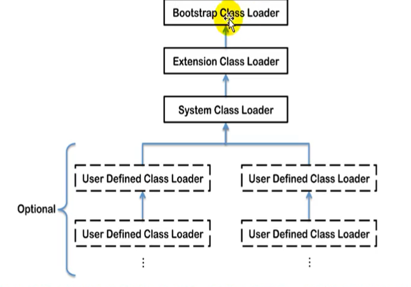 Bootstrap Class Loader
Extension Class Loader
System Class Loader
User Defined Class Loader
User Defined Class Loader
Optional
User Defined Class Loader
User Defined Class Loader